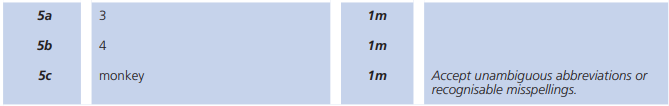 5a 3 1m
5b 4 1m
5c monkey 1m Accept unambiguous abbreviations or
recognisable misspellings.